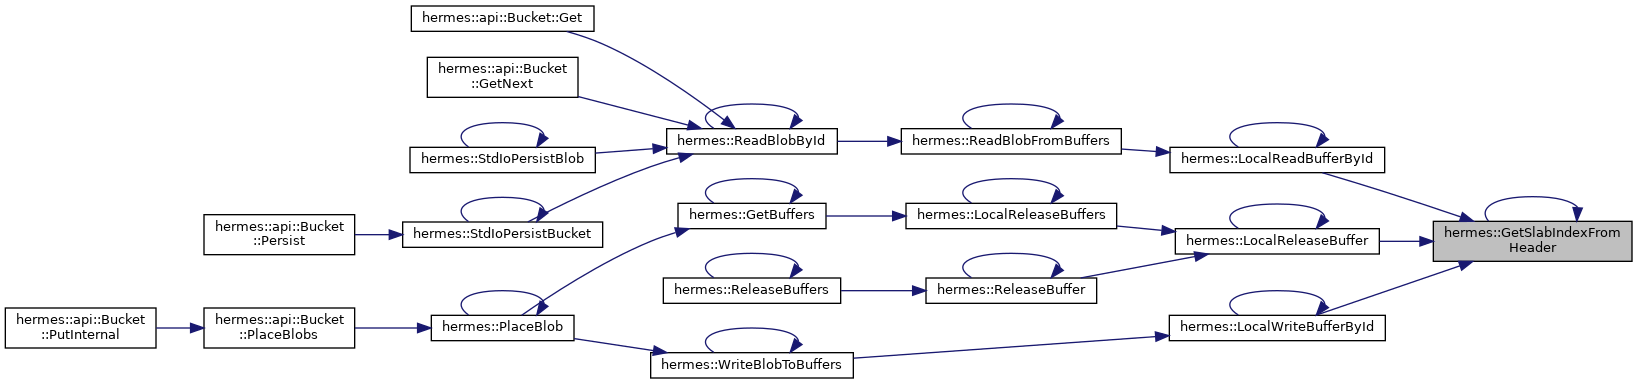 hermes::api::Bucket::Get
hermes::api::Bucket
::GetNext
hermes::ReadBlobById
hermes::ReadBlobFromBuffers
hermes::StdIoPersistBlob
hermes::LocalReadBufferById
hermes::GetBuffers
hermes::LocalReleaseBuffers
hermes::api::Bucket
::Persist
hermes::StdIoPersistBucket
hermes::LocalReleaseBuffer
hermes::GetSlabIndexFrom
Header
hermes::ReleaseBuffers
hermes::ReleaseBuffer
hermes::api::Bucket
::PutInternal
hermes::api::Bucket
::PlaceBlobs
hermes::PlaceBlob
hermes::LocalWriteBufferById
hermes::WriteBlobToBuffers